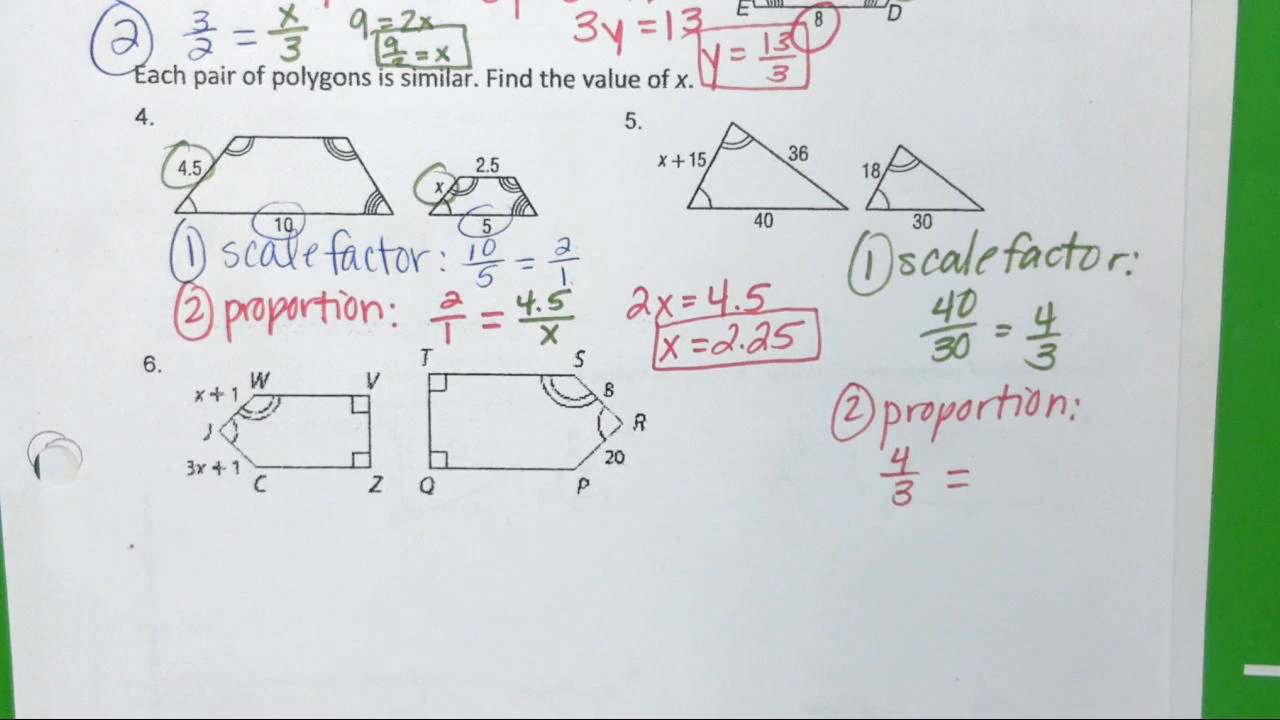 ② 3/2 = x/3 9 = 2x 3y = 13 E 8 D
9/2 = x y = 13/3
Each pair of polygons is similar. Find the value of x.
4. 5.
4.5 x 2.5 x + 15 36 18
10 5 40 30
① scale factor: 10/5 = 2/1 ① scale factor:
② proportion: 2/1 = 4.5/x 2x = 4.5 40/30 = 4/3
x = 2.25
6. T S
x + 1 W V 8 ② proportion:
J R
3x + 1 20 4/3 =
C Z Q P